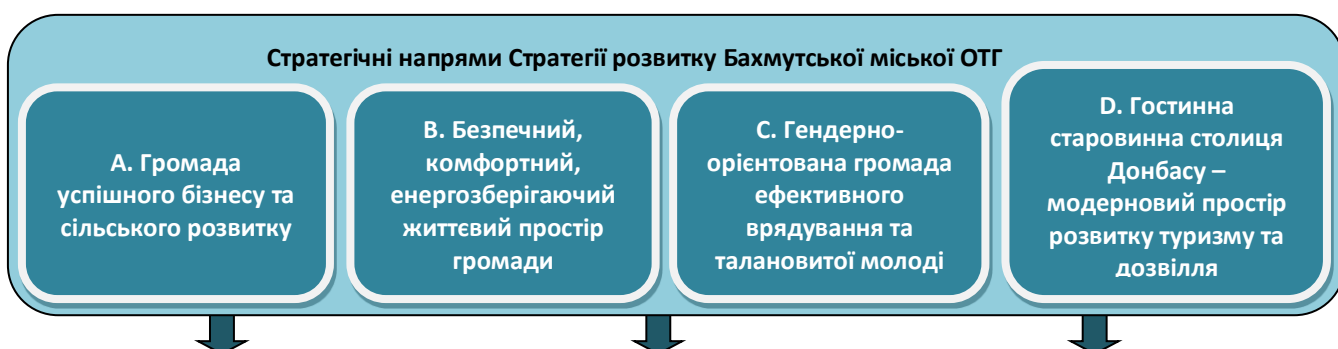 Стратегічні напрями Стратегії розвитку Бахмутської міської ОТГ
А. Громада
успішного бізнесу та
сільського розвитку
В. Безпечний,
комфортний,
енергозберігаючий
життєвий простір
громади
С. Гендерно-
орієнтована громада
ефективного
врядування та
талановитої молоді
D. Гостинна
старовинна столиця
Донбасу –
модерновий простір
розвитку туризму та
дозвілля